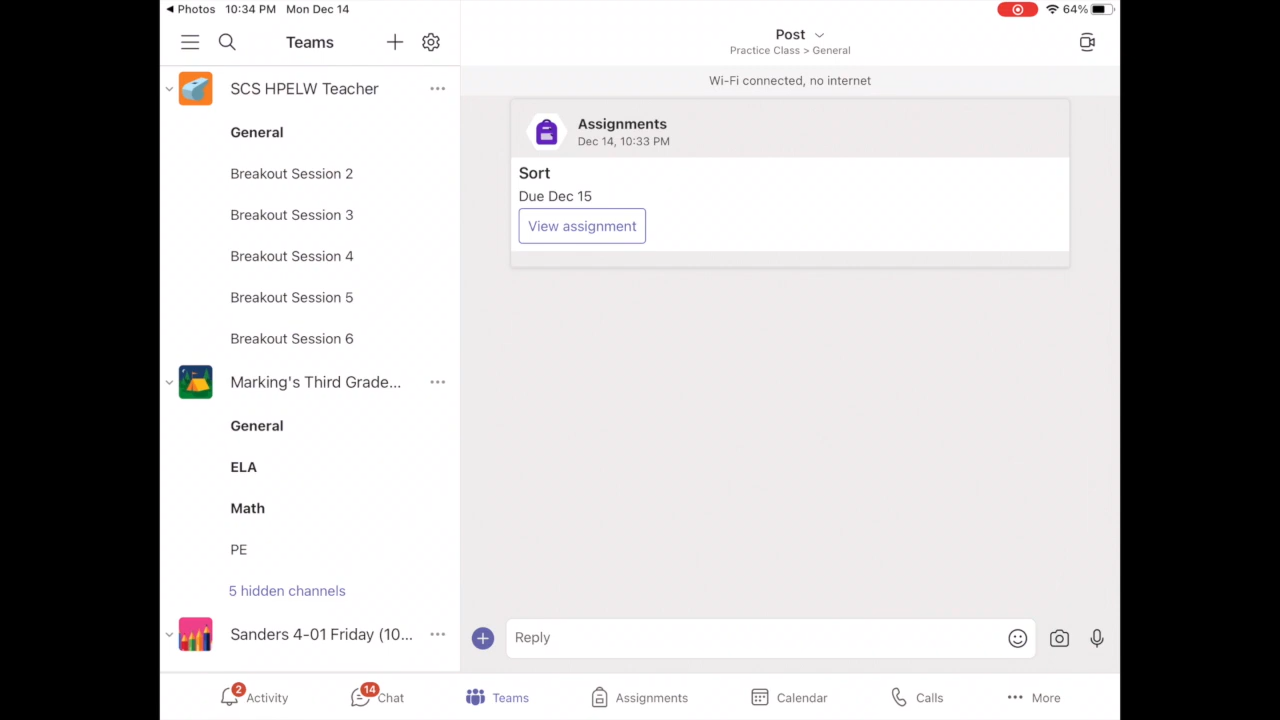 Photos 10:34 PM Mon Dec 14
64%
Teams
SCS HPELW Teacher
General
Breakout Session 2
Breakout Session 3
Breakout Session 4
Breakout Session 5
Breakout Session 6
Marking's Third Grade...
General
ELA
Math
PE
5 hidden channels
Sanders 4-01 Friday (10...
Post
Practice Class > General
Wi-Fi connected, no internet
Assignments
Dec 14, 10:33 PM
Sort
Due Dec 15
View assignment
Reply
2 Activity
14 Chat
Teams
Assignments
Calendar
Calls
More